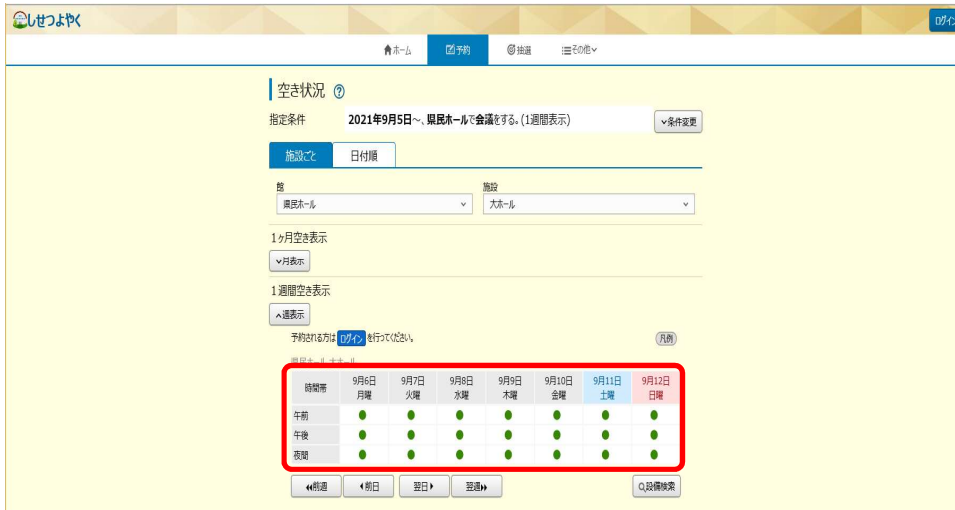 しせつよやく
ログイン
ホーム 予約 抽選 その他
空き状況 ?
指定条件 2021年9月5日～、県民ホールで会議をする。(1週間表示) 条件変更
施設ごと 日付順
館 施設
県民ホール 大ホール
1ヶ月空き表示
月表示
1週間空き表示
週表示
予約される方は ログイン を行ってください。 凡例
県民ホール 大ホール
時間帯 9月6日 9月7日 9月8日 9月9日 9月10日 9月11日 9月12日
月曜 火曜 水曜 木曜 金曜 土曜 日曜
午前
午後
夜間
前週 前日 翌日 翌週 設備検索